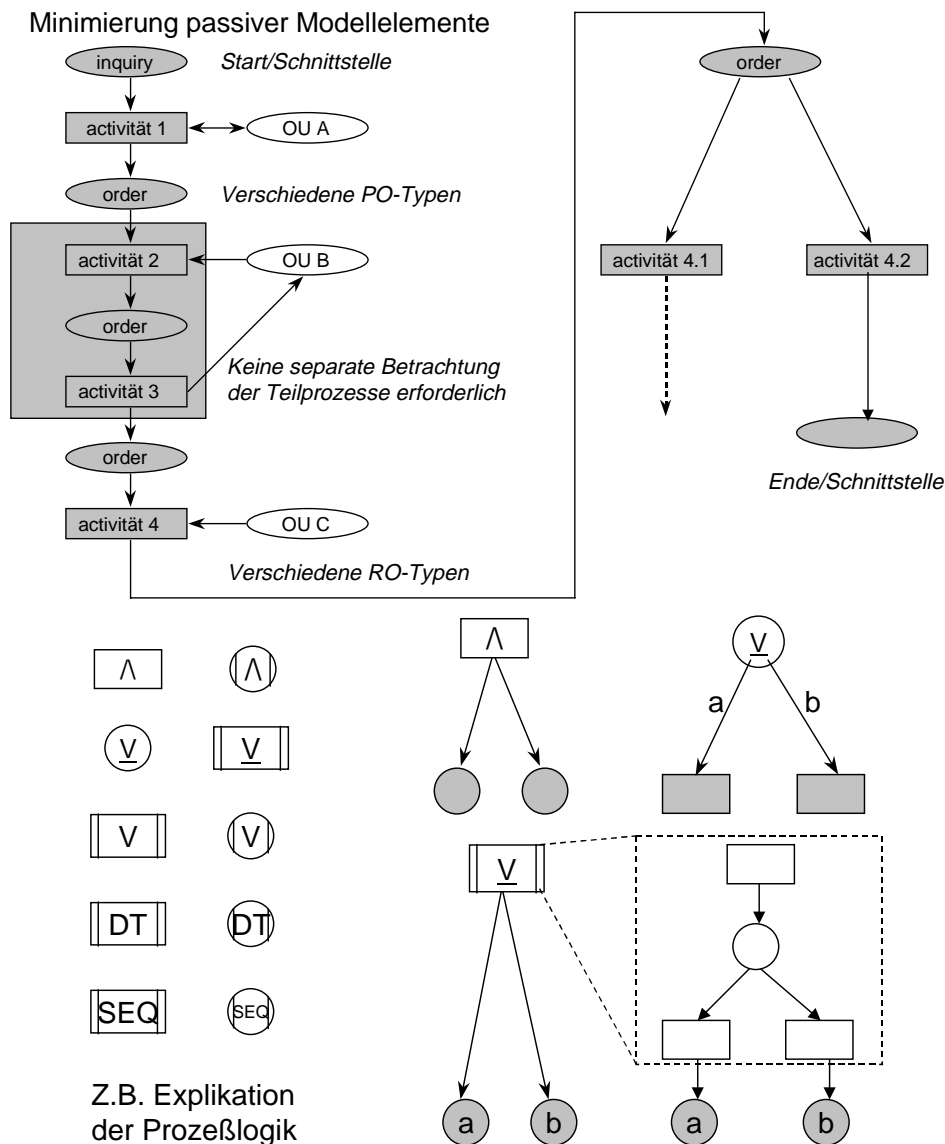 Minimierung passiver Modellelemente
inquiry
Start/Schnittstelle
activität 1
OU A
order
Verschiedene PO-Typen
activität 2
OU B
order
activität 3
Keine separate Betrachtung
der Teilprozesse erforderlich
order
activität 4
OU C
Verschiedene RO-Typen
order
activität 4.1
activität 4.2
Ende/Schnittstelle
Λ
Λ
V
V
V
V
DT
DT
SEQ
SEQ
Z.B. Explikation
der Prozeßlogik
Λ
V
a
b
V
a
b
a
b